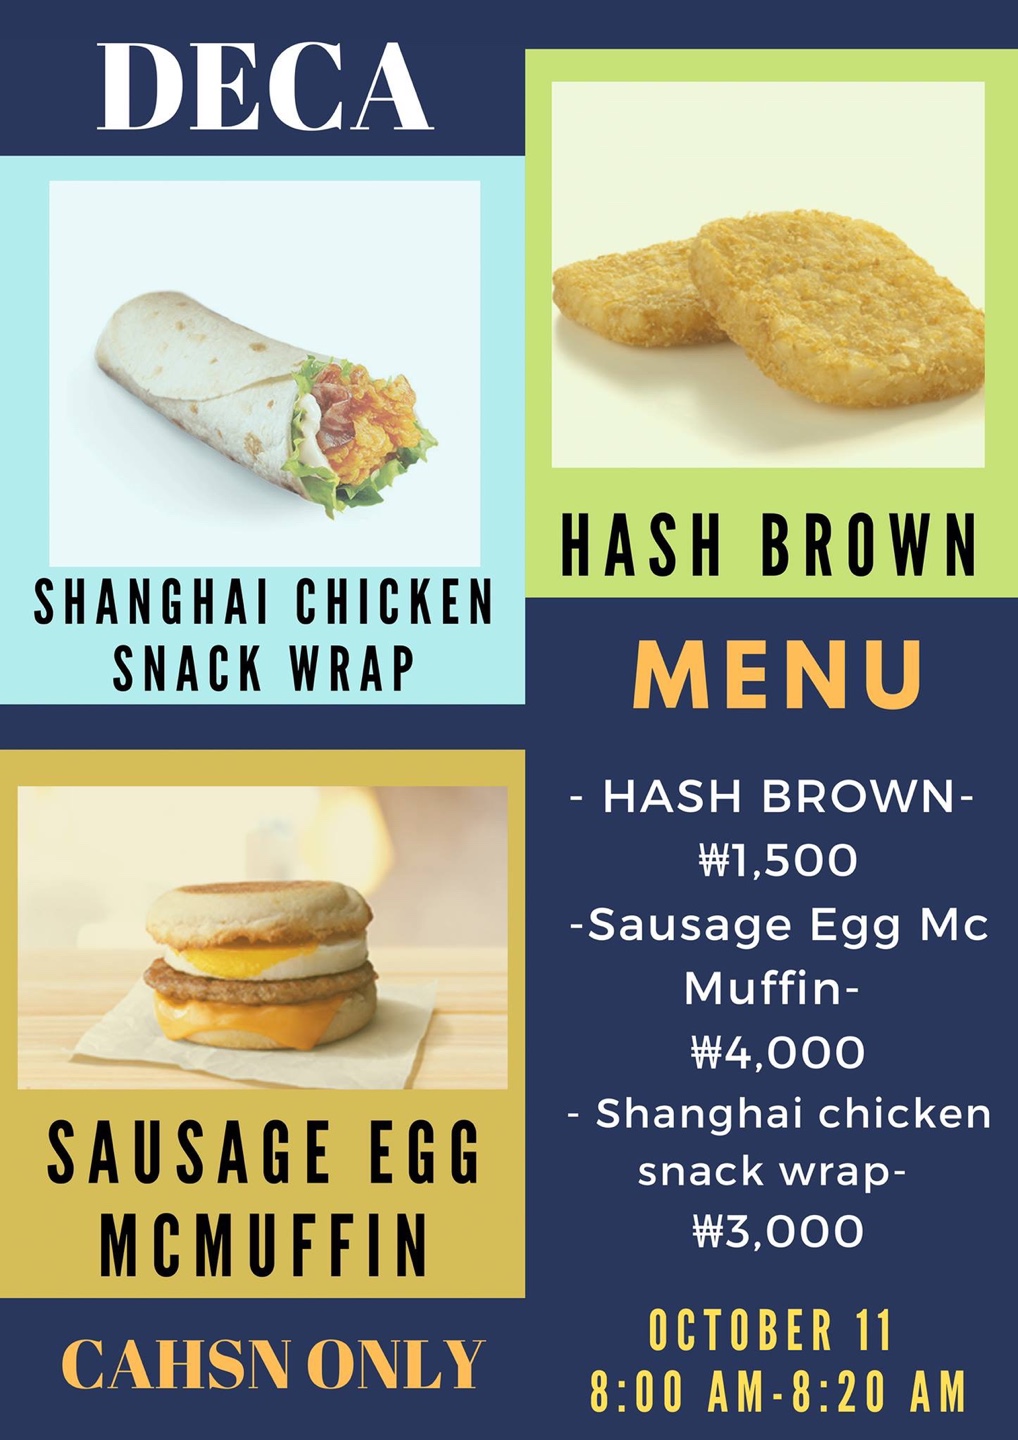 DECA
SHANGHAI CHICKEN
SNACK WRAP
HASH BROWN
MENU
- HASH BROWN-
₩1,500
-Sausage Egg Mc
Muffin-
₩4,000
- Shanghai chicken
snack wrap-
₩3,000
SAUSAGE EGG
MCMUFFIN
CAHSN ONLY
OCTOBER 11
8:00 AM-8:20 AM